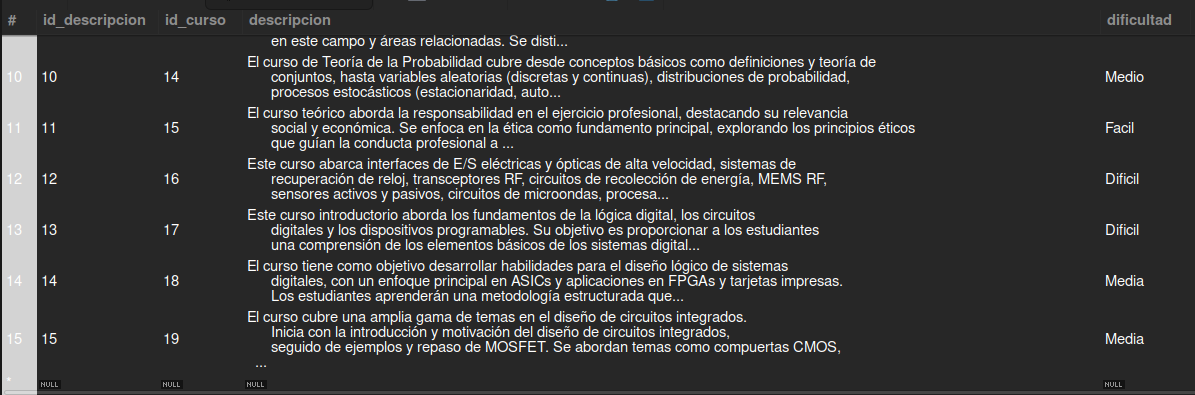 # id_descripcion id_curso descripcion dificultad
en este campo y áreas relacionadas. Se disti...
El curso de Teoría de la Probabilidad cubre desde conceptos básicos como definiciones y teoría de
10 10 14 conjuntos, hasta variables aleatorias (discretas y continuas), distribuciones de probabilidad, Medio
procesos estocásticos (estacionaridad, auto...
El curso teórico aborda la responsabilidad en el ejercicio profesional, destacando su relevancia
11 11 15 social y económica. Se enfoca en la ética como fundamento principal, explorando los principios éticos Facil
que guían la conducta profesional a ...
Este curso abarca interfaces de E/S eléctricas y ópticas de alta velocidad, sistemas de
12 12 16 recuperación de reloj, transceptores RF, circuitos de recolección de energía, MEMS RF, Dificil
sensores activos y pasivos, circuitos de microondas, procesa...
Este curso introductorio aborda los fundamentos de la lógica digital, los circuitos
13 13 17 digitales y los dispositivos programables. Su objetivo es proporcionar a los estudiantes Dificil
una comprensión de los elementos básicos de los sistemas digital...
El curso tiene como objetivo desarrollar habilidades para el diseño lógico de sistemas
14 14 18 digitales, con un enfoque principal en ASICs y aplicaciones en FPGAs y tarjetas impresas. Media
Los estudiantes aprenderán una metodología estructurada que...
El curso cubre una amplia gama de temas en el diseño de circuitos integrados.
Inicia con la introducción y motivación del diseño de circuitos integrados,
15 15 19 seguido de ejemplos y repaso de MOSFET. Se abordan temas como compuertas CMOS, Media
...
* NULL NULL NULL NULL